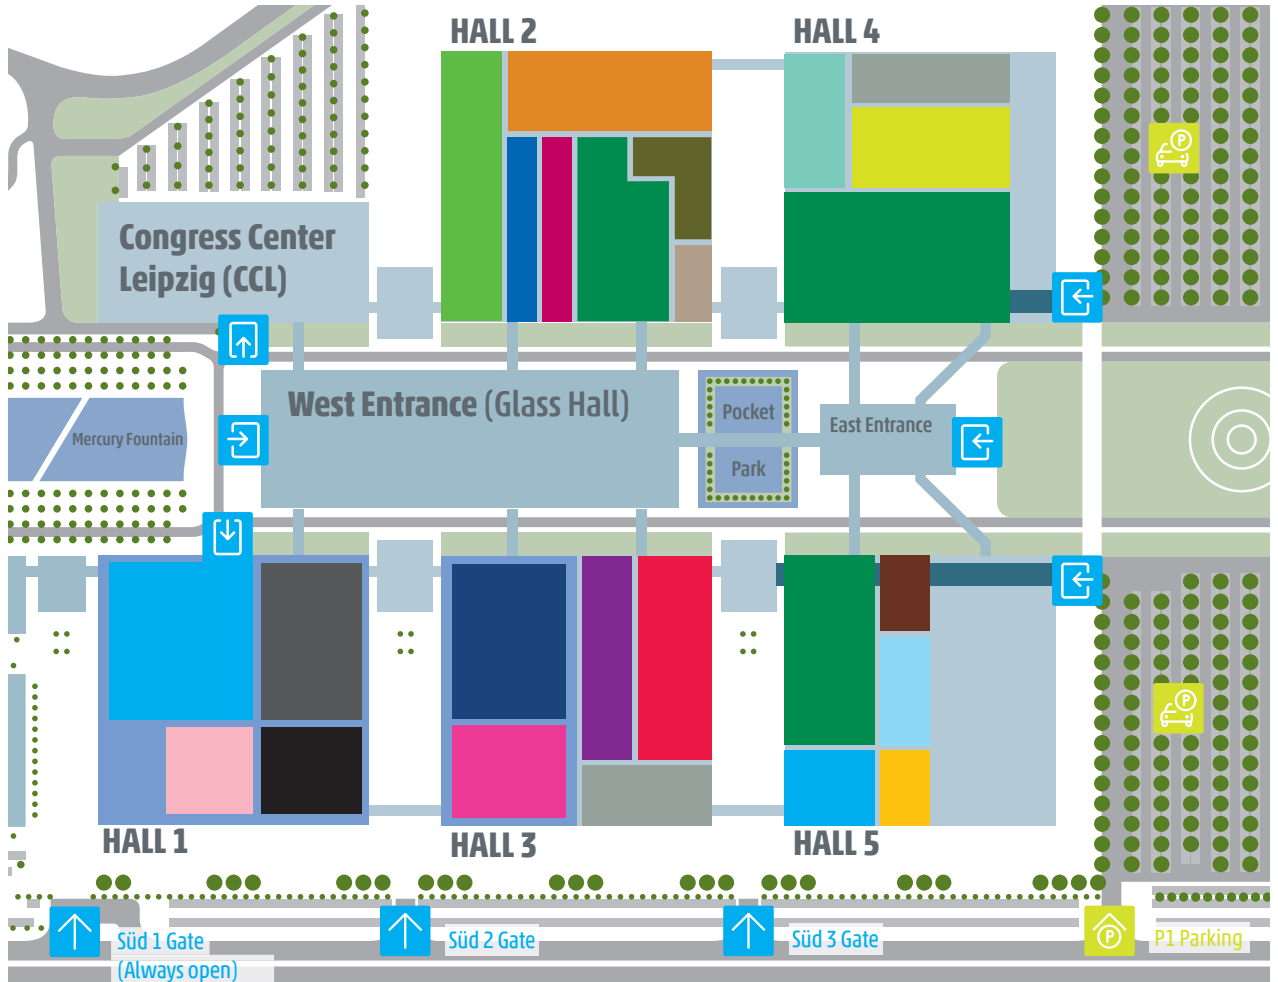 HALL 2
HALL 4
P
Congress Center
Leipzig (CCL)
West Entrance (Glass Hall)
Pocket
Park
East Entrance
Mercury Fountain
P
HALL 1
HALL 3
HALL 5
Süd 1 Gate
(Always open)
Süd 2 Gate
Süd 3 Gate
P
P1 Parking